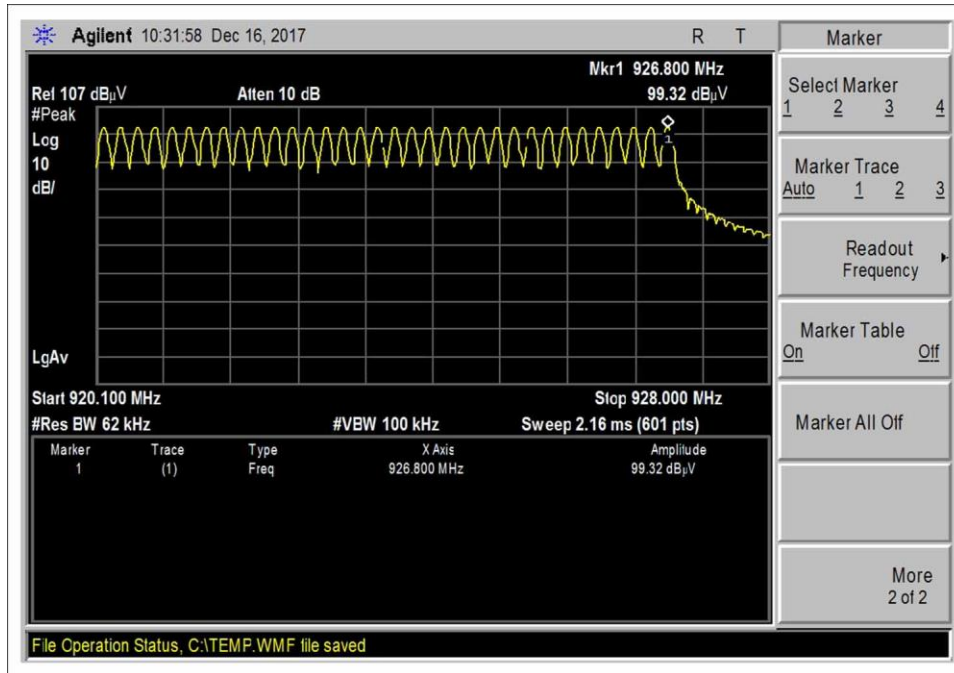 Agilent 10:31:58 Dec 16, 2017 R T
Mkr1 926.800 MHz
Ref 107 dBµV Atten 10 dB 99.32 dBµV
#Peak
Log
10
dB/
1
LgAv
Start 920.100 MHz Stop 928.000 MHz
#Res BW 62 kHz #VBW 100 kHz Sweep 2.16 ms (601 pts)
Marker Trace Type X Axis Amplitude
1 (1) Freq 926.800 MHz 99.32 dBµV
File Operation Status, C:\TEMP.WMF file saved
Marker
Select Marker
1 2 3 4
Marker Trace
Auto 1 2 3
Readout
Frequency
Marker Table
On Off
Marker All Off
More
2 of 2